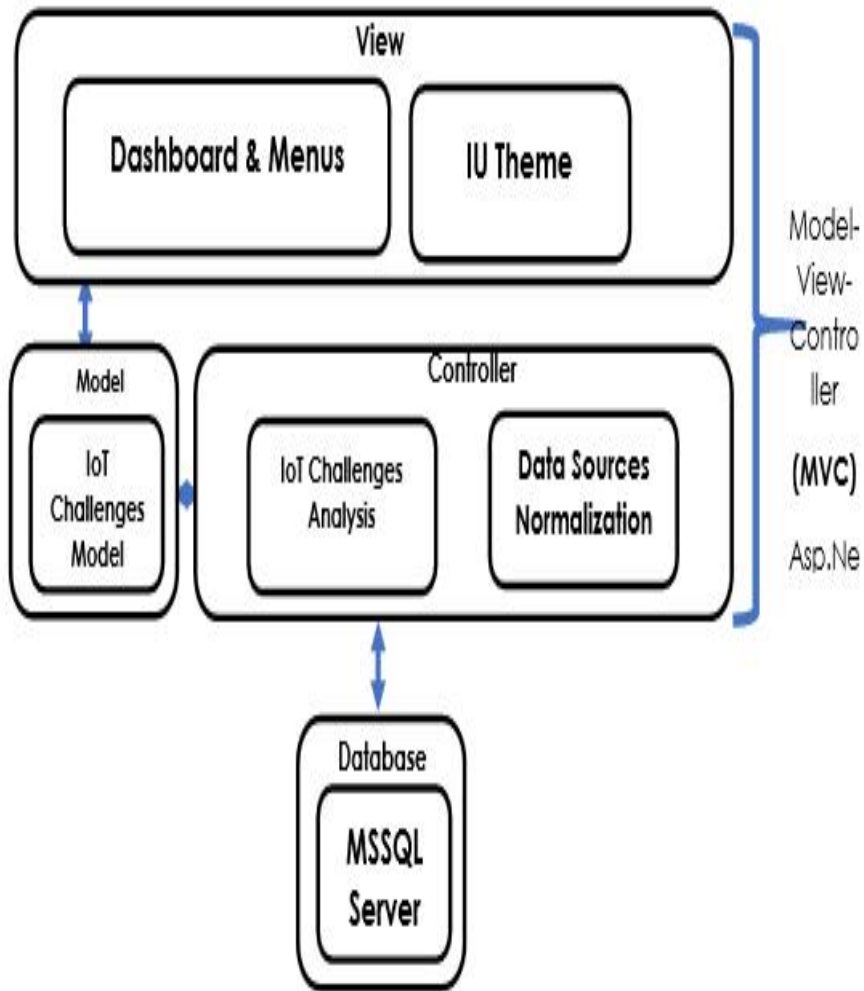 View
Dashboard & Menus
IU Theme
Model-
View-
Contro
ller
(MVC)
Asp.Ne
Model
IoT
Challenges
Model
Controller
IoT Challenges
Analysis
Data Sources
Normalization
Database
MSSQL
Server